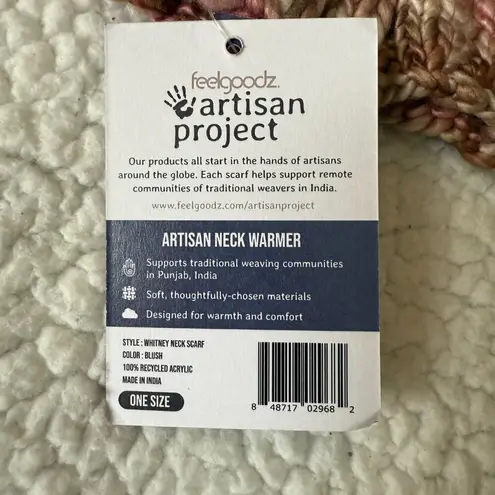 feelgoodz.
artisan
project
Our products all start in the hands of artisans
around the globe. Each scarf helps support remote
communities of traditional weavers in India.
www.feelgoodz.com/artisanproject
ARTISAN NECK WARMER
Supports traditional weaving communities
in Punjab, India
Soft, thoughtfully-chosen materials
Designed for warmth and comfort
STYLE : WHITNEY NECK SCARF
COLOR : BLUSH
100% RECYCLED ACRYLIC
MADE IN INDIA
ONE SIZE
8 48717 02968 2